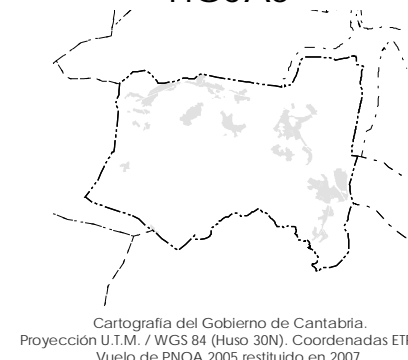 Cartografía del Gobierno de Cantabria.
Proyección U.T.M. / WGS 84 (Huso 30N). Coordenadas
Vuelo de PNOA 2005 restituido en 2007